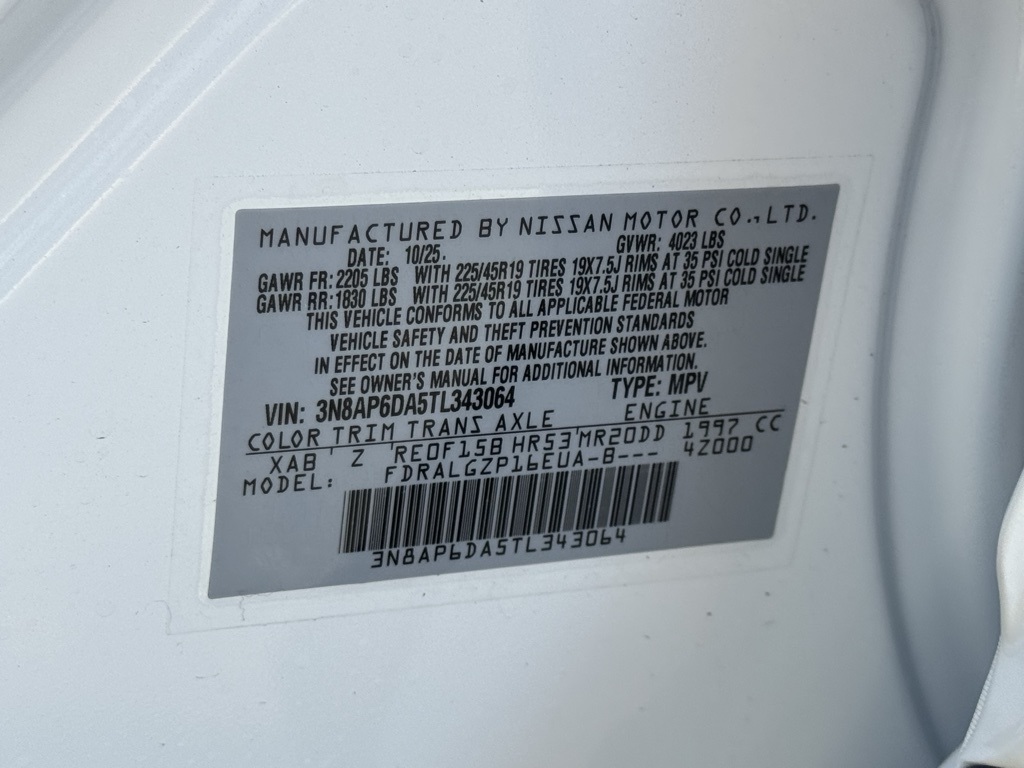 MANUFACTURED BY NISSAN MOTOR CO.,LTD.
DATE: 10/25. GVWR: 4023 LBS
GAWR FR: 2205 LBS WITH 225/45R19 TIRES 19X7.5J RIMS AT 35 PSI COLD SINGLE
GAWR RR: 1830 LBS WITH 225/45R19 TIRES 19X7.5J RIMS AT 35 PSI COLD SINGLE
THIS VEHICLE CONFORMS TO ALL APPLICABLE FEDERAL MOTOR
VEHICLE SAFETY AND THEFT PREVENTION STANDARDS
IN EFFECT ON THE DATE OF MANUFACTURE SHOWN ABOVE.
SEE OWNER'S MANUAL FOR ADDITIONAL INFORMATION.
VIN: 3N8AP6DA5TL343064 TYPE: MPV
COLOR TRIM TRANS AXLE ENGINE
XAB ' Z 'RE0F15B HR53'MR20DD 1997 CC
MODEL: FDRALGZP16EUA-B--- 42000
3N8AP6DA5TL343064